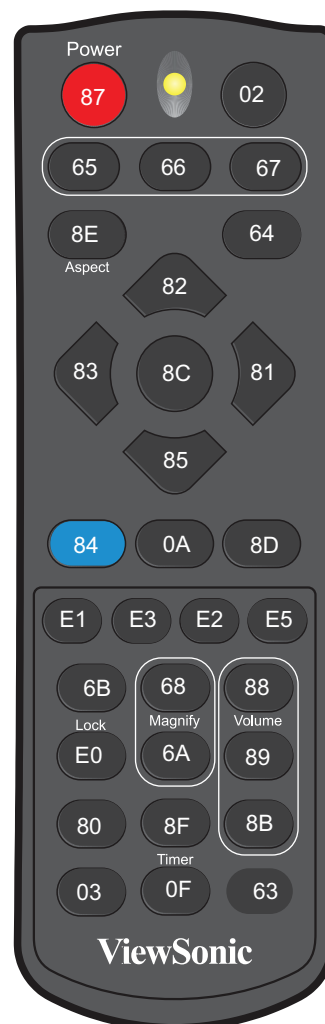 Power
87 02
65 66 67
8E 64
Aspect
82
83 8C 81
85
84 0A 8D
E1 E3 E2 E5
6B 68 88
Lock Magnify Volume
E0 6A 89
80 8F 8B
Timer
03 0F 63
ViewSonic